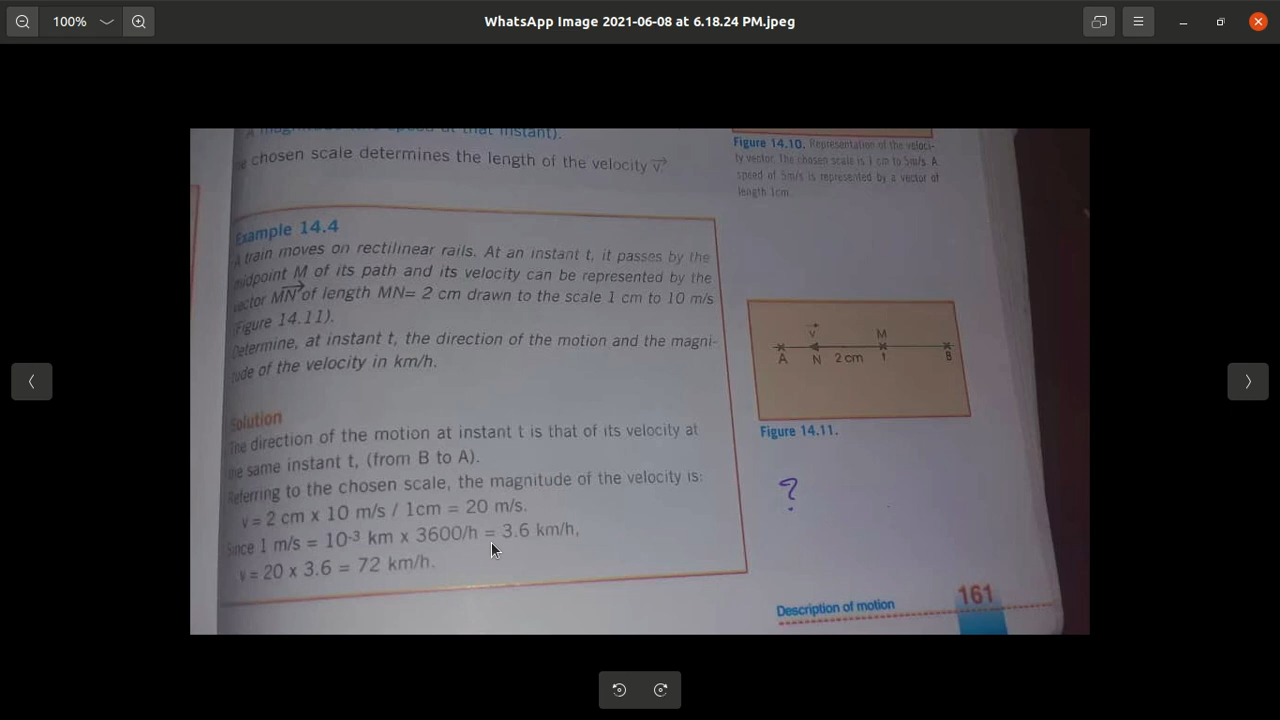 100%
WhatsApp Image 2021-06-08 at 6.18.24 PM.jpeg
that instant).
chosen scale determines the length of the velocity v.
Example 14.4
A train moves on rectilinear rails. At an instant t, it passes by the
midpoint M of its path and its velocity can be represented by the
vector MN of length MN= 2 cm drawn to the scale 1 cm to 10 m/s
(Figure 14.11).
Determine, at instant t, the direction of the motion and the magni-
tude of the velocity in km/h.
Solution
The direction of the motion at instant t is that of its velocity at
the same instant t, (from B to A).
Referring to the chosen scale, the magnitude of the velocity is:
v = 2 cm x 10 m/s / 1cm = 20 m/s.
Since 1 m/s = 10-3 km x 3600/h = 3.6 km/h,
v = 20 x 3.6 = 72 km/h.
Figure 14.10. Representation of the veloci-
ty vector. The chosen scale is 1 cm to 5m/s. A
speed of 5m/s is represented by a vector of
length 1cm.
v M
A N 2 cm t B
Figure 14.11.
?
Description of motion 161